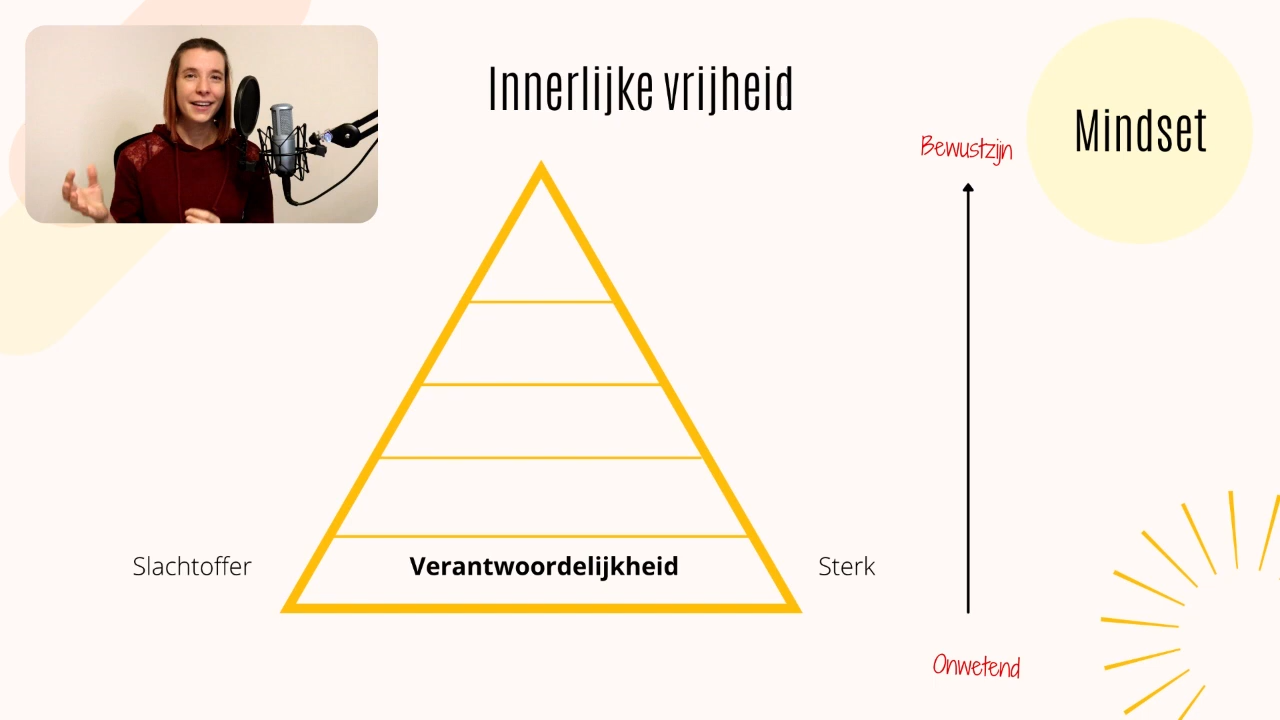 Innerlijke vrijheid
Mindset
Bewustzijn
Slachtoffer
Verantwoordelijkheid
Sterk
Onwetend